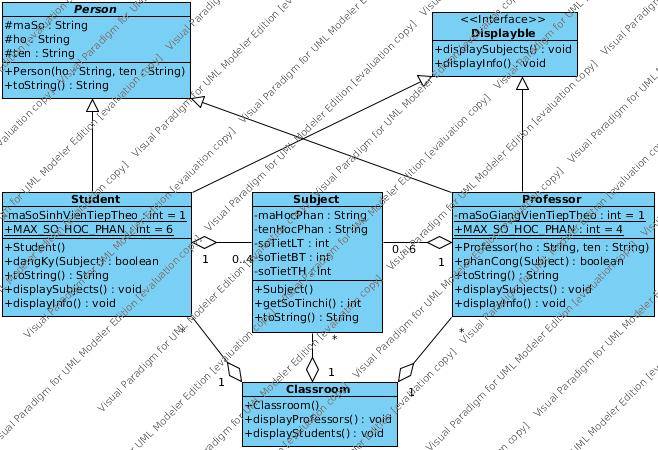 Person
#maSo : String
#ho : String
#ten : String
+Person(ho : String, ten : String)
+toString() : String
<<Interface>>
Displayble
+displaySubjects() : void
+displayInfo() : void
Student
-maSoSinhVienTiepTheo : int = 1
+MAX_SO_HOC_PHAN : int = 6
+Student()
+dangKy(Subject) : boolean
+toString() : String
+displaySubjects() : void
+displayInfo() : void
Subject
-maHocPhan : String
-tenHocPhan : String
-soTietLT : int
-soTietBT : int
-soTietTH : int
+Subject()
+getSoTinchi() : int
+toString() : String
Professor
-maSoGiangVienTiepTheo : int = 1
+MAX_SO_HOC_PHAN : int = 4
+Professor(ho : String, ten : String)
+phanCong(Subject) : boolean
+toString() : String
+displaySubjects() : void
+displayInfo() : void
1
0..4
0..6
1
*
*
*
1
1
1
Classroom
+Classroom()
+displayProfessors() : void
+displayStudents() : void
Visual Paradigm for UML Modeler Edition [evaluation copy]